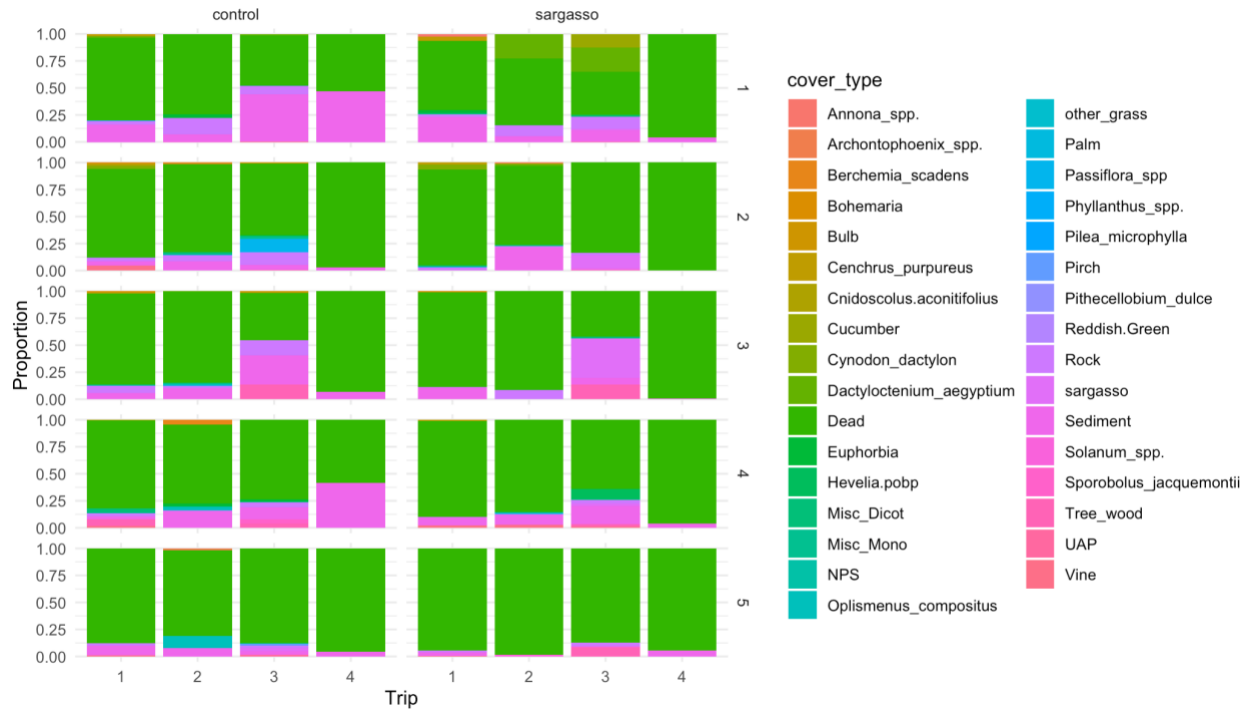 control sargasso
1.00
0.75
0.50
0.25
0.00
1
1.00
0.75
0.50
0.25
0.00
2
1.00
0.75
0.50
0.25
0.00
3
1.00
0.75
0.50
0.25
0.00
4
1.00
0.75
0.50
0.25
0.00
5
Proportion
1 2 3 4 1 2 3 4
Trip
cover_type
Annona_spp.
Archontophoenix_spp.
Berchemia_scadens
Bohemaria
Bulb
Cenchrus_purpureus
Cnidoscolus.aconitifolius
Cucumber
Cynodon_dactylon
Dactyloctenium_aegyptium
Dead
Euphorbia
Hevelia.pobp
Misc_Dicot
Misc_Mono
NPS
Oplismenus_compositus
other_grass
Palm
Passiflora_spp
Phyllanthus_spp.
Pilea_microphylla
Pirch
Pithecellobium_dulce
Reddish.Green
Rock
sargasso
Sediment
Solanum_spp.
Sporobolus_jacquemontii
Tree_wood
UAP
Vine